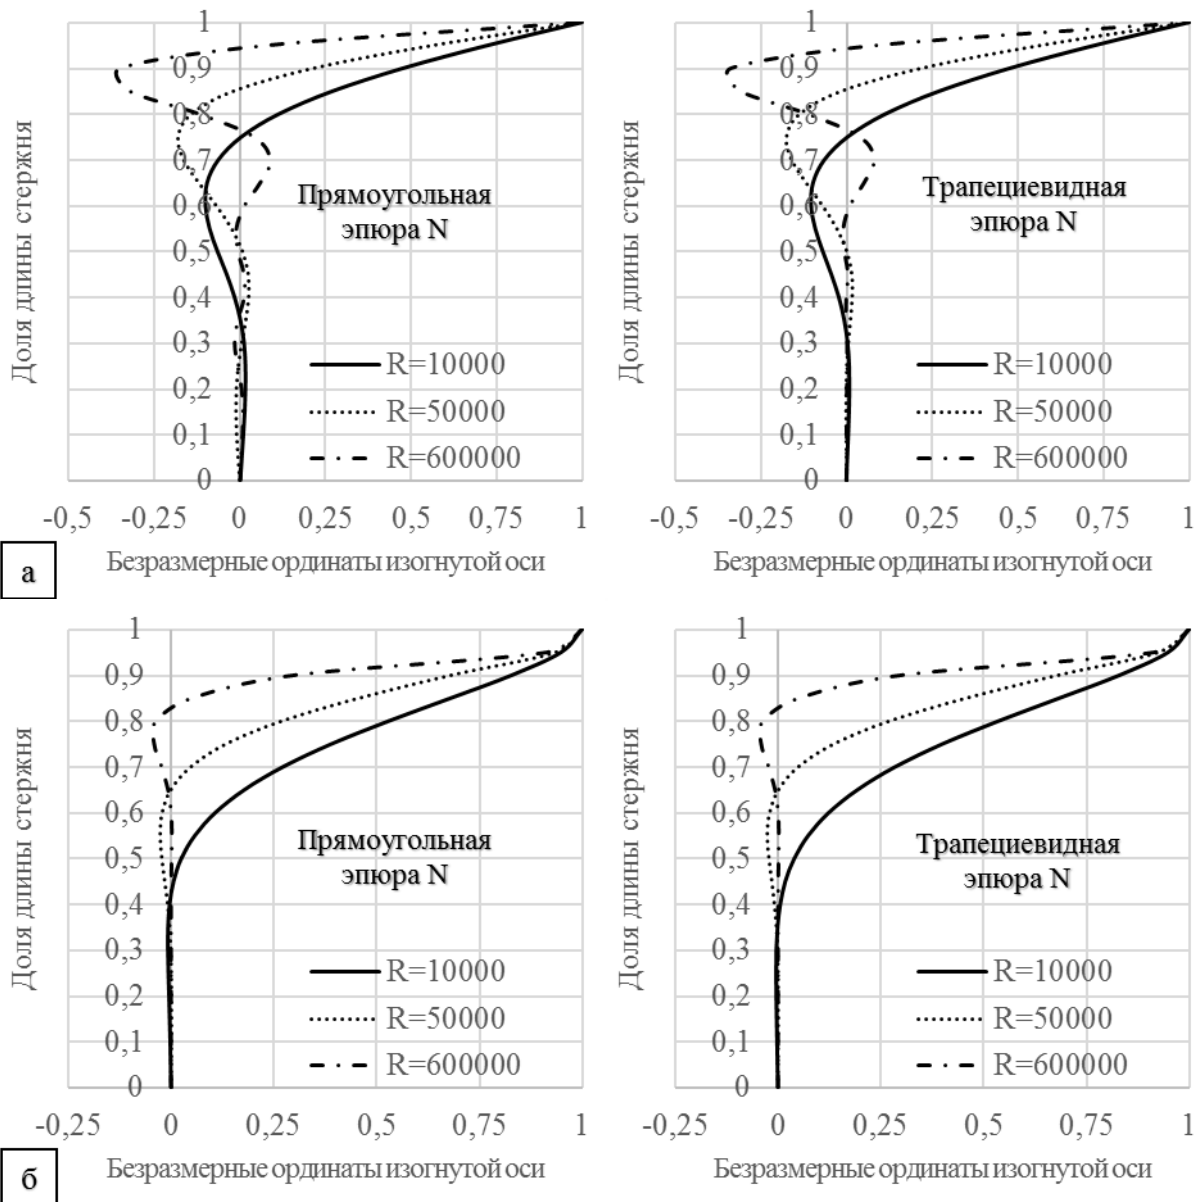 1
0,9
0,8
0,7
0,6
0,5
0,4
0,3
0,2
0,1
0
Доля длины стержня
Прямоугольная
эпюра N
R=10000
R=50000
R=600000
-0,5 -0,25 0 0,25 0,5 0,75 1
Безразмерные ординаты изогнутой оси
1
0,9
0,8
0,7
0,6
0,5
0,4
0,3
0,2
0,1
0
Доля длины стержня
Трапециевидная
эпюра N
R=10000
R=50000
R=600000
-0,5 -0,25 0 0,25 0,5 0,75 1
Безразмерные ординаты изогнутой оси
а
1
0,9
0,8
0,7
0,6
0,5
0,4
0,3
0,2
0,1
0
Доля длины стержня
Прямоугольная
эпюра N
R=10000
R=50000
R=600000
-0,25 0 0,25 0,5 0,75 1
Безразмерные ординаты изогнутой оси
1
0,9
0,8
0,7
0,6
0,5
0,4
0,3
0,2
0,1
0
Доля длины стержня
Трапециевидная
эпюра N
R=10000
R=50000
R=600000
-0,25 0 0,25 0,5 0,75 1
Безразмерные ординаты изогнутой оси
б